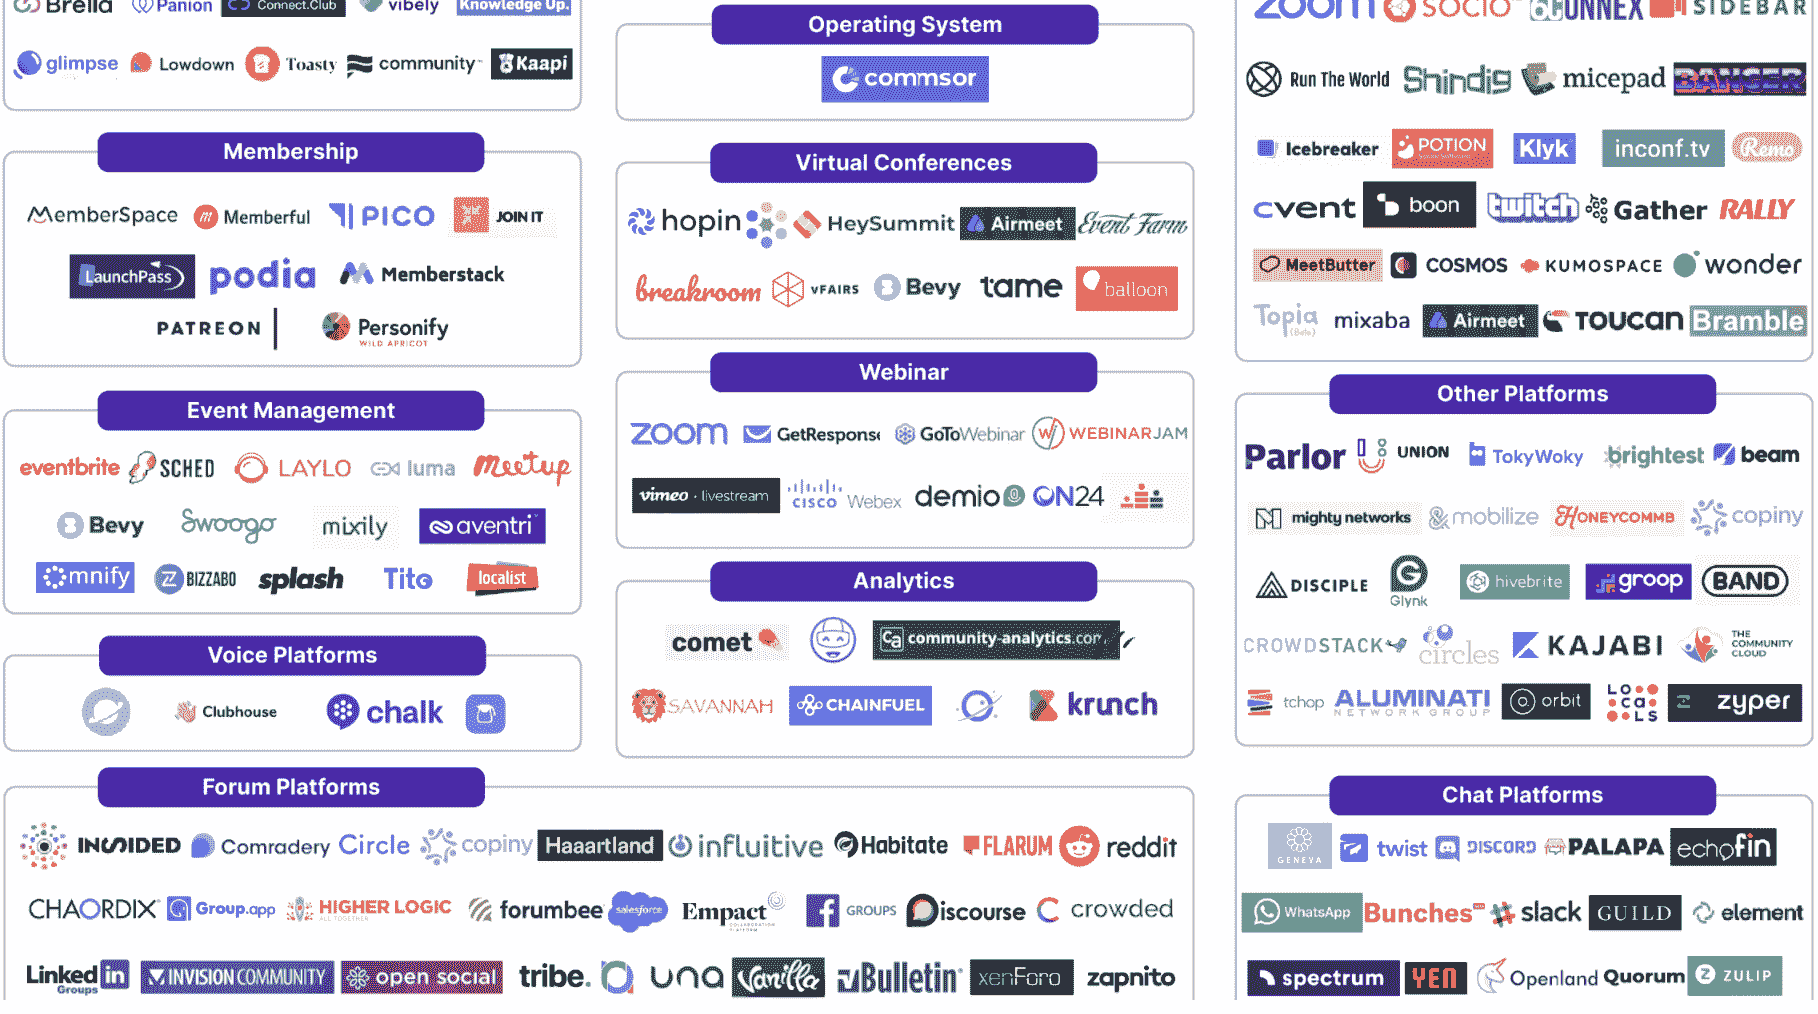 Brella Panion Connect.Club vibely Knowledge Up.
glimpse Lowdown Toasty community Kaapi
Membership
MemberSpace Memberful PICO JOIN IT
LaunchPass podia Memberstack
PATREON Personify
WILD APRICOT
Event Management
eventbrite SCHED LAYLO luma Meetup
Bevy Swoogo mixily aventri
omnify BIZZABO splash Tito localist
Voice Platforms
Clubhouse chalk
Operating System
commsor
Virtual Conferences
hopin HeySummit Airmeet Event Farm
breakroom vFAIRS Bevy tame balloon
Webinar
zoom GetResponse GoToWebinar WEBINARJAM
vimeo livestream CISCO Webex demio ON24
Analytics
comet Ca community-analytics.com
SAVANNAH CHAINFUEL krunch
zoom SOCIO SIDEBAR
Run The World Shindig micepad
Icebreaker POTION Klyk inconf.tv Remo
cvent boon twitch Gather RALLY
MeetButter COSMOS KUMOSPACE wonder
Topia (Beta) mixaba Airmeet TOUCAN Bramble
Other Platforms
Parlor UNION TokyWoky brightest beam
mighty networks mobilize HONEYCOMMB copiny
DISCIPLE Glynk hivebrite groop BAND
CROWDSTACK circles KAJABI THE COMMUNITY CLOUD
tchop ALUMINATI NETWORK GROUP orbit LOCALS zyper
Forum Platforms
INSIDED Comradery Circle copiny Haaartland influitive Habitate FLARUM reddit
CHAORDIX Group.app HIGHER LOGIC ALL TOGETHER forumbee salesforce Empact COLLABORATION PLATFORM GROUPS Discourse crowded
Linked in Groups INVISION COMMUNITY open social tribe. una Vanilla vBulletin xenForo zapnito
Chat Platforms
GENEVA twist DISCORD PALAPA echofin
WhatsApp Bunches slack GUILD element
spectrum YEN Openland Quorum ZULIP